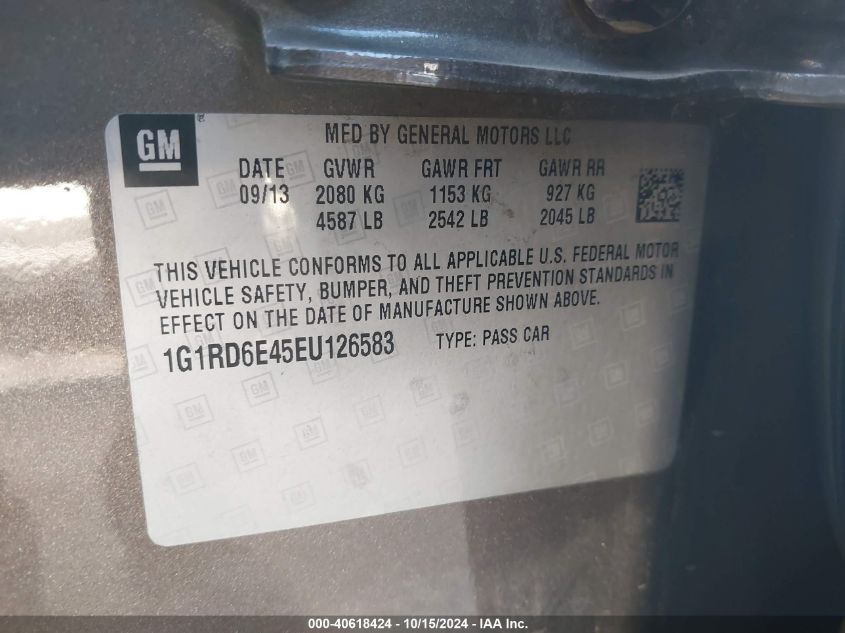 GM
®
MFD BY GENERAL MOTORS LLC
DATE GVWR GAWR FRT GAWR RR
09/13 2080 KG 1153 KG 927 KG
4587 LB 2542 LB 2045 LB
THIS VEHICLE CONFORMS TO ALL APPLICABLE U.S. FEDERAL MOTOR
VEHICLE SAFETY, BUMPER, AND THEFT PREVENTION STANDARDS IN
EFFECT ON THE DATE OF MANUFACTURE SHOWN ABOVE.
1G1RD6E45EU126583 TYPE: PASS CAR
000-40618424 - 10/15/2024 - IAA Inc.